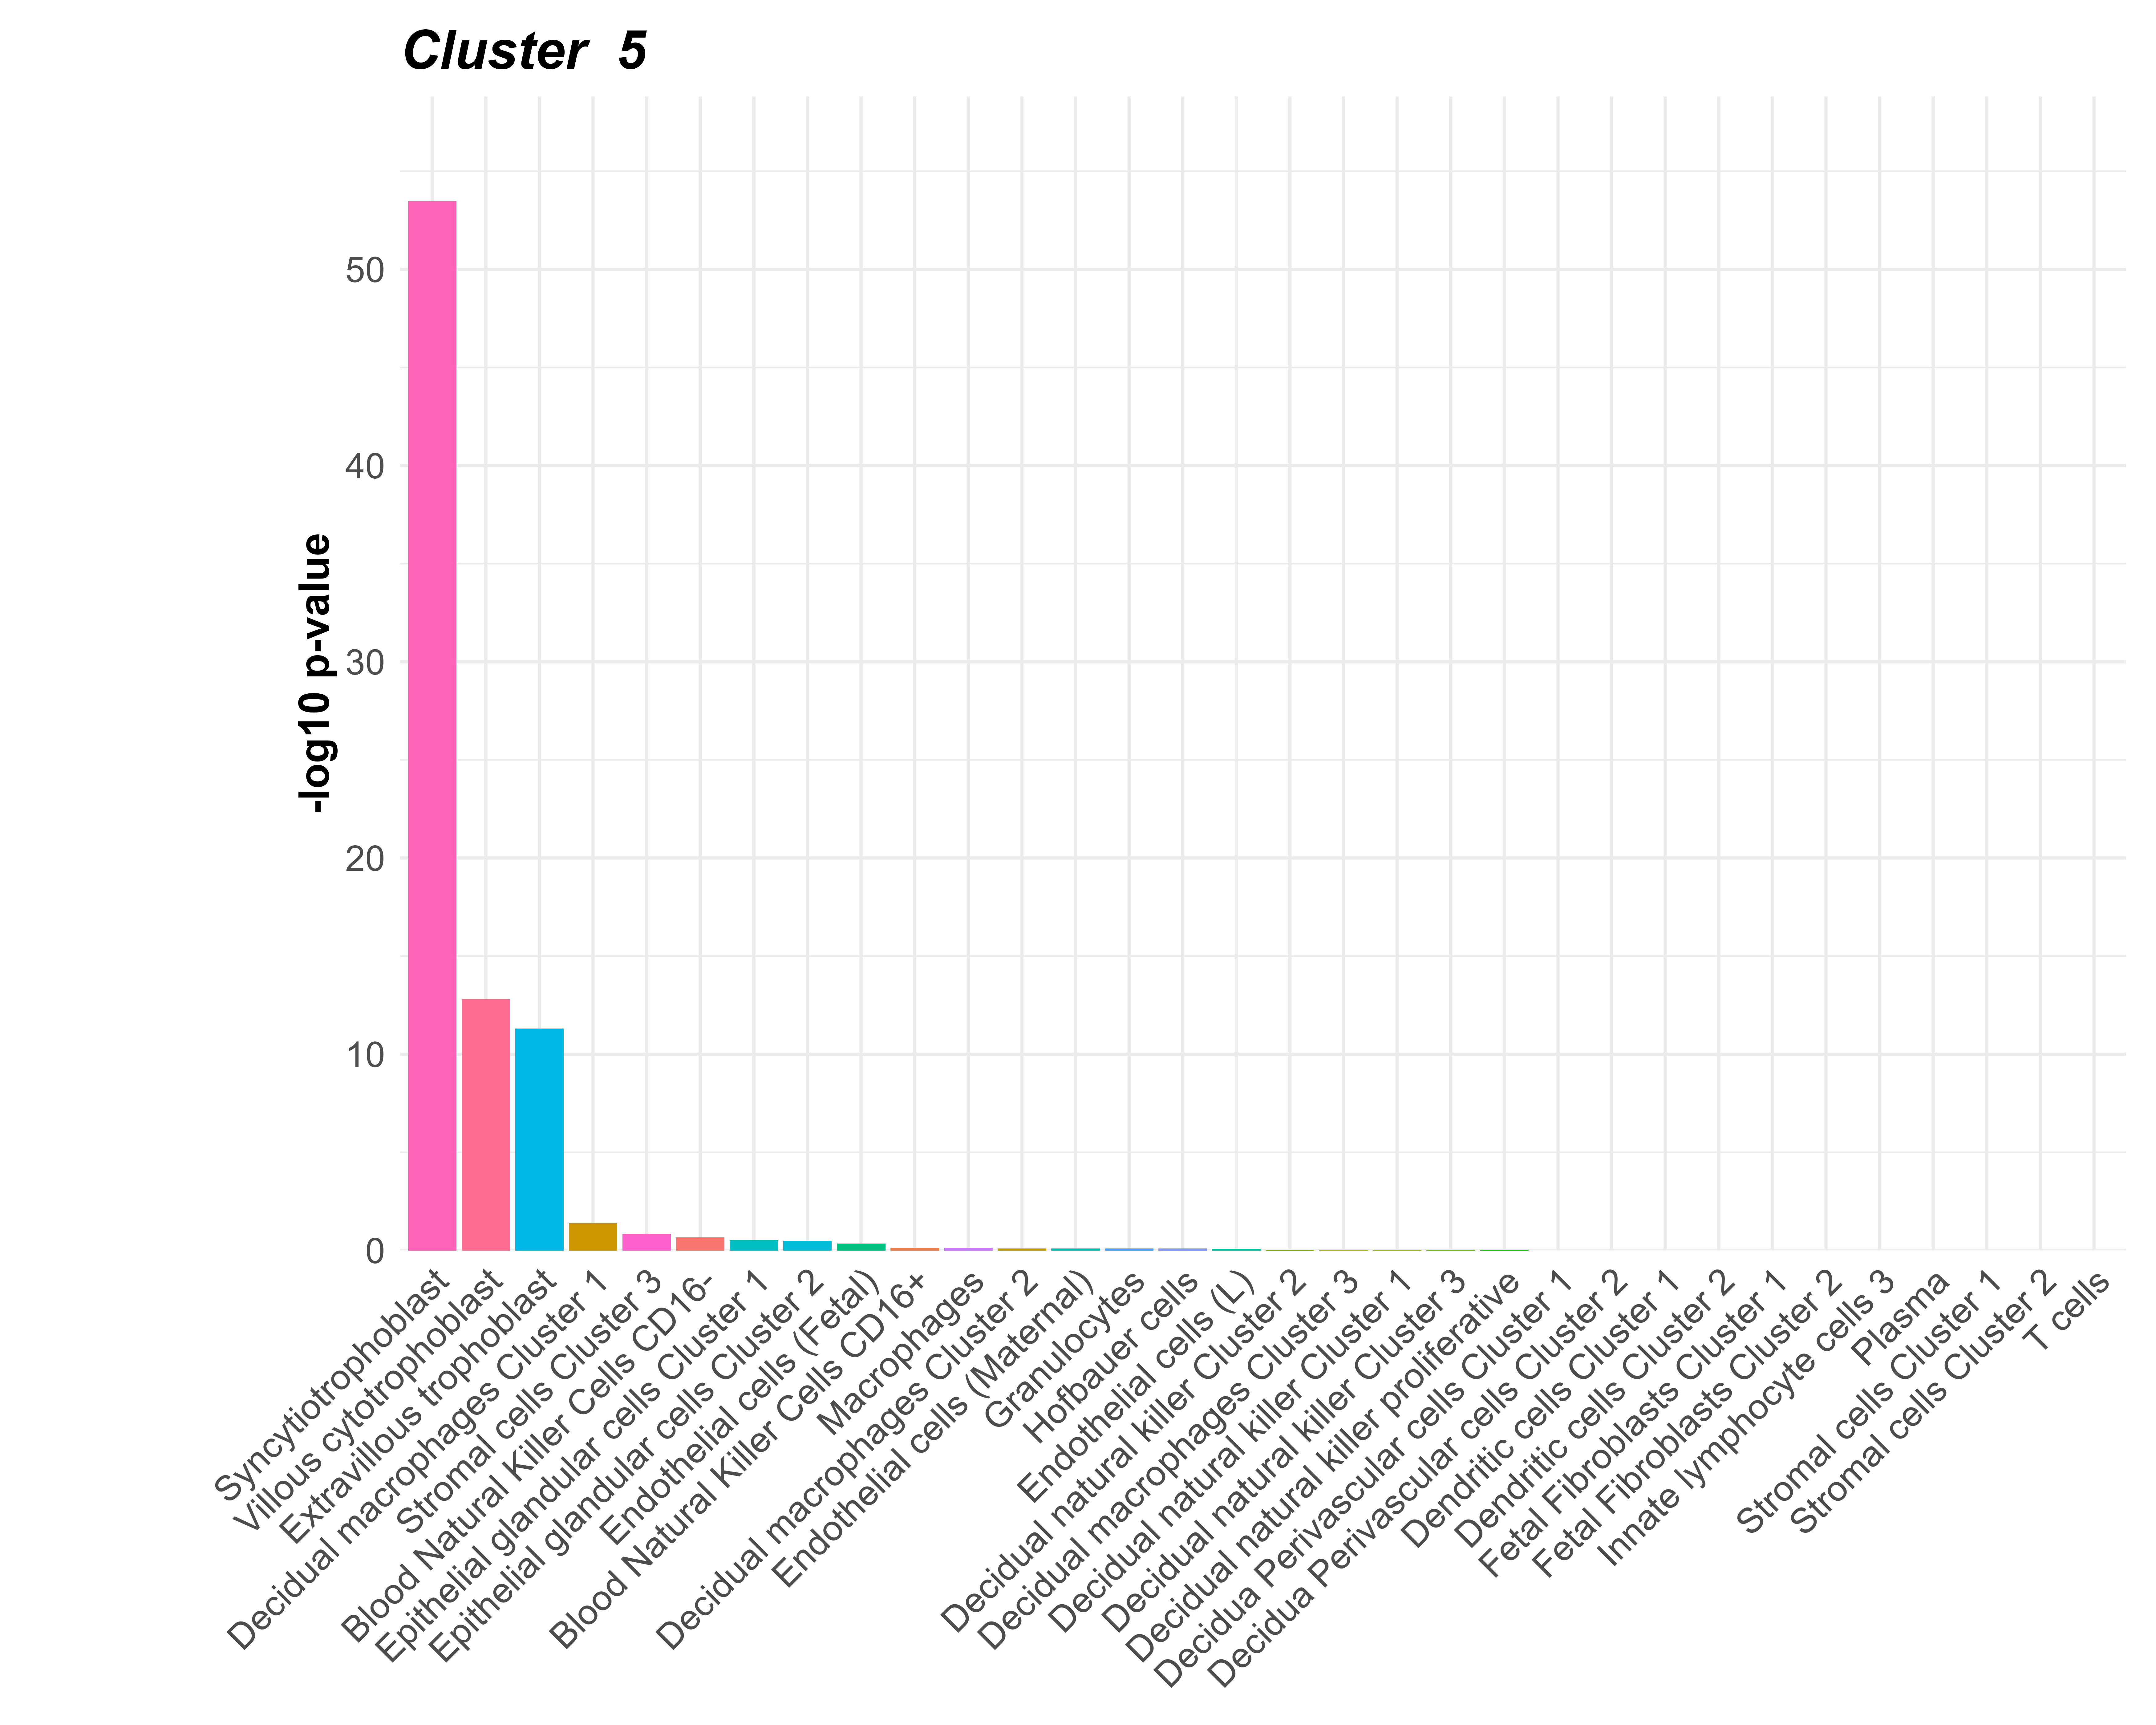 Cluster 5
-log10 p-value
50
40
30
20
10
0
Syncytiotrophoblast
Villous cytotrophoblast
Extravillous trophoblast
Decidual macrophages Cluster 1
Stromal cells Cluster 3
Blood Natural Killer Cells CD16-
Epithelial glandular cells Cluster 1
Epithelial glandular cells Cluster 2
Endothelial cells (Fetal)
Blood Natural Killer Cells CD16+
Macrophages
Decidual macrophages Cluster 2
Endothelial cells (Maternal)
Granulocytes
Hofbauer cells
Endothelial cells (L)
Decidual natural killer Cluster 2
Decidual macrophages Cluster 3
Decidual natural killer Cluster 1
Decidual natural killer Cluster 3
Decidual natural killer proliferative
Decidua Perivascular cells Cluster 1
Decidua Perivascular cells Cluster 2
Dendritic cells Cluster 1
Dendritic cells Cluster 2
Fetal Fibroblasts Cluster 1
Fetal Fibroblasts Cluster 2
Innate lymphocyte cells 3
Plasma
Stromal cells Cluster 1
Stromal cells Cluster 2
T cells